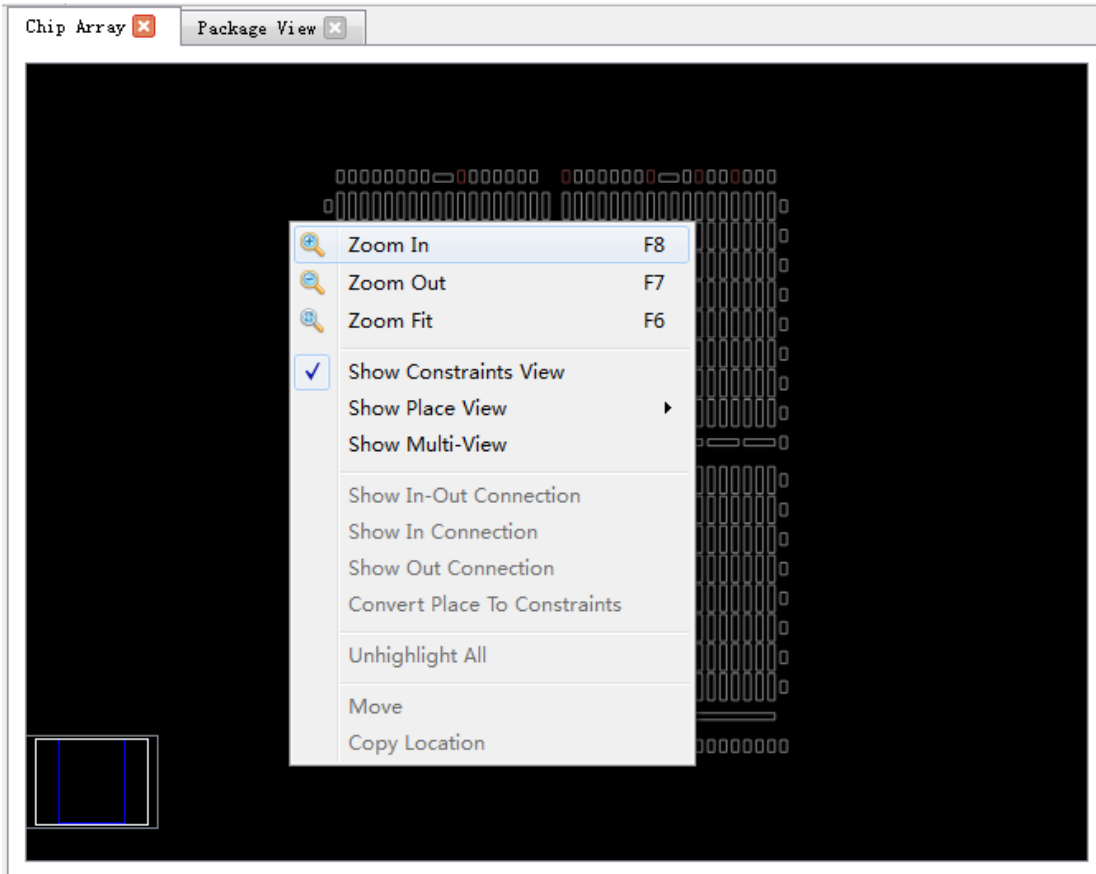 Chip Array
Package View
Zoom In F8
Zoom Out F7
Zoom Fit F6
Show Constraints View
Show Place View
Show Multi-View
Show In-Out Connection
Show In Connection
Show Out Connection
Convert Place To Constraints
Unhighlight All
Move
Copy Location